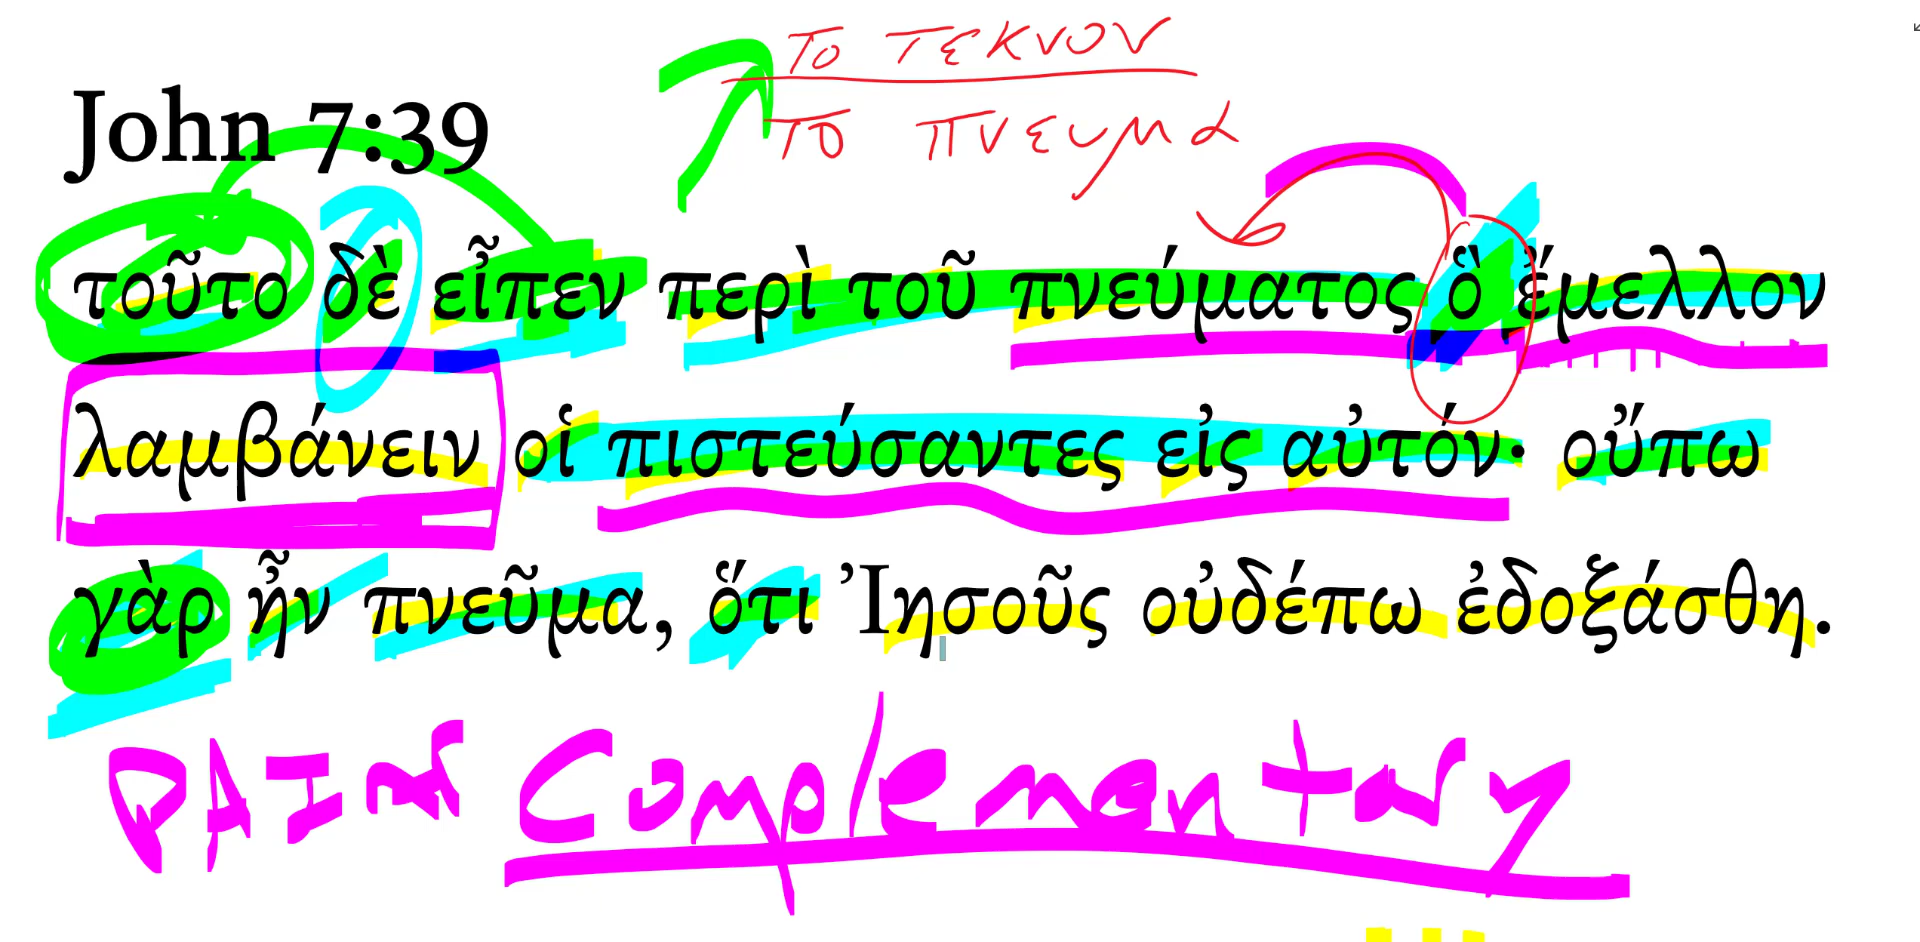 το τεκνον
John 7:39
το πνευμα
τοῦτο δὲ εἶπεν περὶ τοῦ πνεύματος ὃ ἔμελλον
λαμβάνειν οἱ πιστεύσαντες εἰς αὐτόν· οὔπω
γὰρ ἦν πνεῦμα, ὅτι Ἰησοῦς οὐδέπω ἐδοξάσθη.
PAInf Complementary